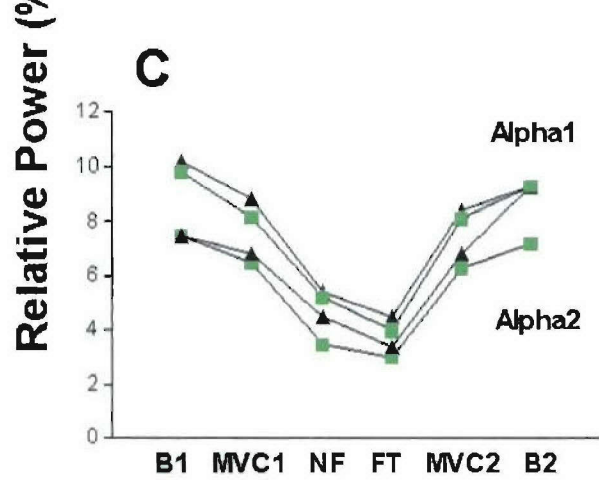 Relative Power (%
C
12
10
8
6
4
2
0
Alpha1
Alpha2
B1 MVC1 NF FT MVC2 B2